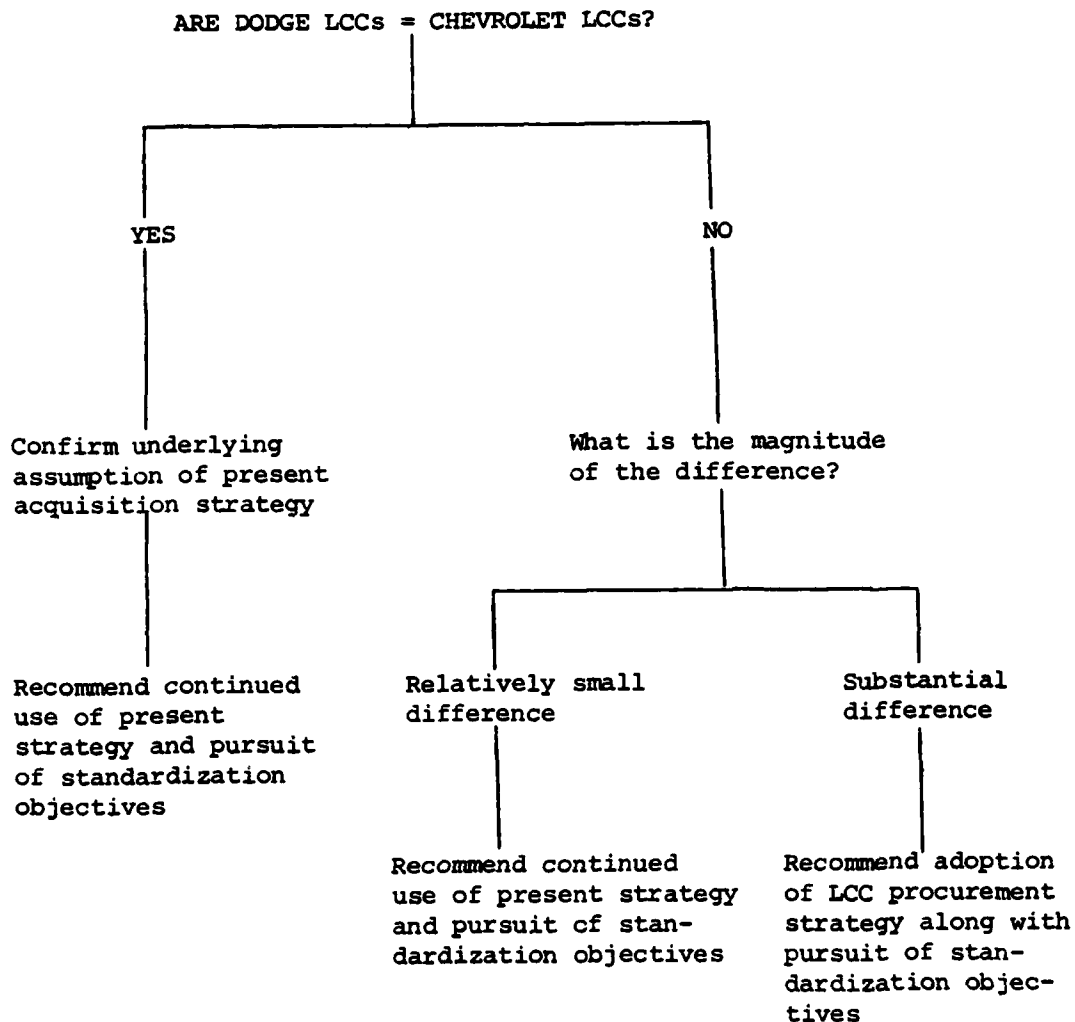 ARE DODGE LCCs = CHEVROLET LCCs?
YES
NO
Confirm underlying
assumption of present
acquisition strategy
What is the magnitude
of the difference?
Recommend continued
use of present
strategy and pursuit
of standardization
objectives
Relatively small
difference
Substantial
difference
Recommend continued
use of present strategy
and pursuit cf stan-
dardization objectives
Recommend adoption
of LCC procurement
strategy along with
pursuit of stan-
dardization objec-
tives